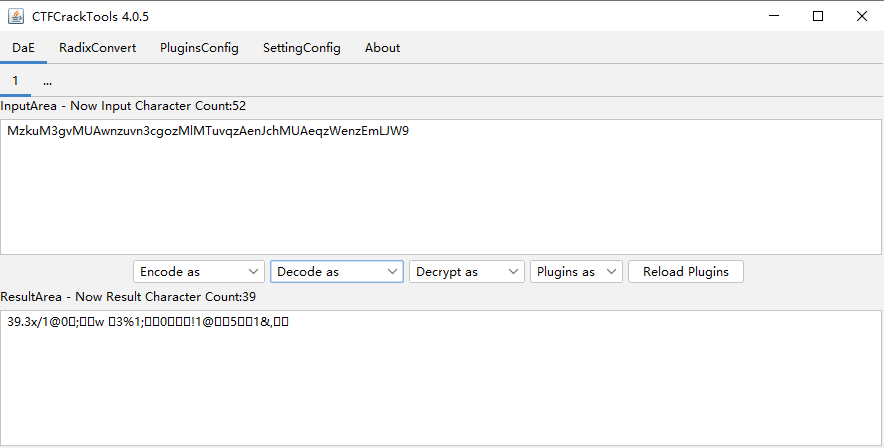 CTFCrackTools 4.0.5
DaE RadixConvert PluginsConfig SettingConfig About
1 ...
InputArea - Now Input Character Count:52
MzkuM3gvMUAwnzuvn3cgozMlMTuvqzAenJchMUAeqzWenzEmLJW9
Encode as Decode as Decrypt as Plugins as Reload Plugins
ResultArea - Now Result Character Count:39
39.3x/1@0▯;▯▯w ▯3%1;▯▯0▯▯▯!1@▯▯5▯▯1&,▯▯